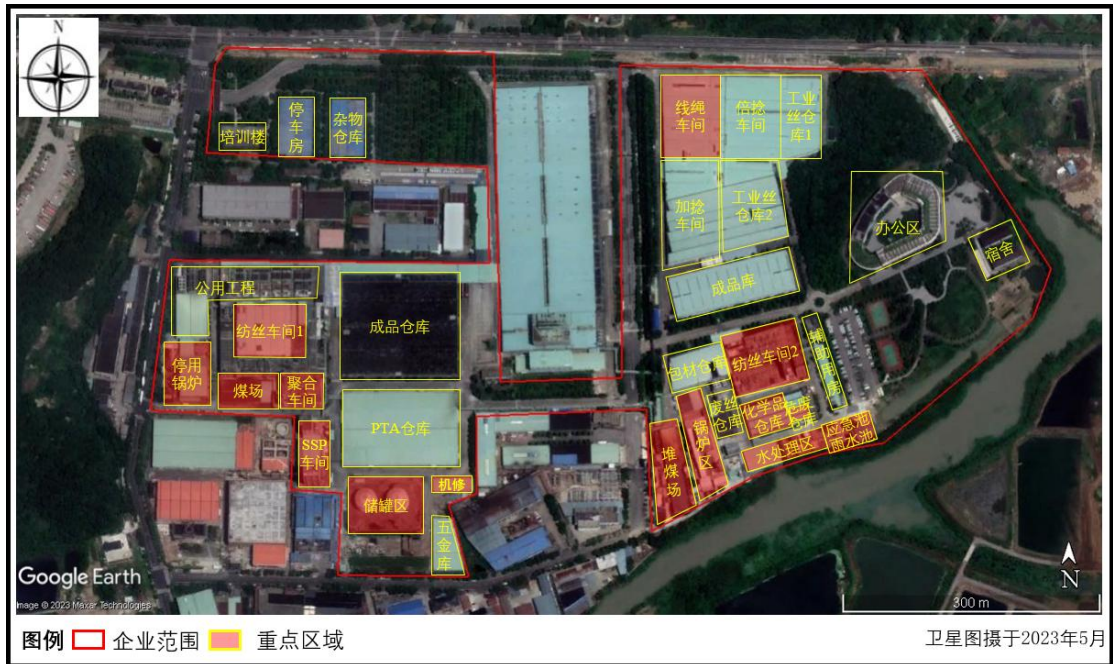 N
线绳
车间
倍捻
车间
工业
丝仓
库1
培训楼
停
车
房
杂物
仓库
加捻
车间
工业丝
仓库2
办公区
宿舍
成品库
公用工程
纺丝车间1
成品仓库
停用
锅炉
煤场
聚合
车间
包材仓库
纺丝车间2
辅助用房
PTA仓库
SSP
车间
废丝
仓库
化学品
仓库
危废
仓库
锅炉区
堆煤场
水处理区
应急池
雨水池
机修
储罐区
五金库
Google Earth
Image © 2023 Maxar Technologies
N
300 m
图例 企业范围 重点区域
卫星图摄于2023年5月